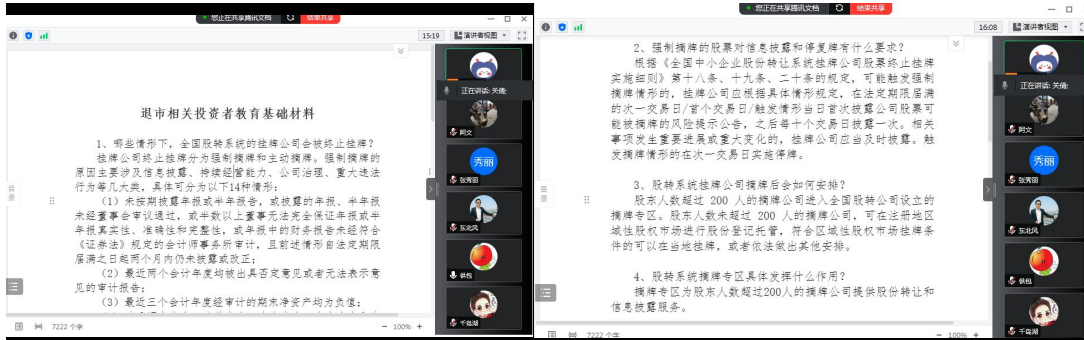 您正在共享腾讯文档 结束共享
15:19 演讲者视图
退市相关投资者教育基础材料
1、哪些情形下，全国股转系统的挂牌公司会被终止挂牌？
挂牌公司终止挂牌分为强制摘牌和主动摘牌。强制摘牌的
原因主要涉及信息披露、持续经营能力、公司治理、重大违法
行为等几大类，具体可分为以下14种情形：
（1）未按期披露年报或半年报告，或披露的年报、半年报
未经董事会审议通过，或半数以上董事无法完全保证年报或半
年报真实性、准确性和完整性，或年报中的财务报告未经符合
《证券法》规定的会计师事务所审计，且前述情形自法定期限
届满之日起两个月内仍未披露或改正；
（2）最近两个会计年度均被出具否定意见或者无法表示意
见的审计报告；
（3）最近三个会计年度经审计的期末净资产均为负值；
目录
7222 个字
- 100% +
正在讲话: 关倩;
阿文
秀丽
张秀丽
东北风
铁包
千岛湖
您正在共享腾讯文档 结束共享
16:08 演讲者视图
2、强制摘牌的股票对信息披露和停复牌有什么要求？
根据《全国中小企业股份转让系统挂牌公司股票终止挂牌
实施细则》第十八条、十九条、二十条的规定，可能触发强制
摘牌情形的，挂牌公司应根据具体情形规定，在法定期限届满
的次一交易日/首个交易日/触发情形当日首次披露公司股票可
能被摘牌的风险提示公告，之后每十个交易日披露一次。相关
事项发生重要进展或重大变化的，挂牌公司应当及时披露。触
发摘牌情形的在次一交易日实施停牌。
3、股转系统挂牌公司摘牌后会如何安排？
股东人数超过 200 人的摘牌公司进入全国股转公司设立的
摘牌专区。股东人数未超过 200 人的摘牌公司，可在注册地区
域性股权市场进行股份登记托管，符合区域性股权市场挂牌条
件的可以在当地挂牌，或者依法做出其他安排。
4、股转系统摘牌专区具体发挥什么作用？
摘牌专区为股东人数超过200人的摘牌公司提供股份转让和
信息披露服务。
目录
7222 个字
- 100% +
正在讲话: 关倩;
阿文
秀丽
张秀丽
东北风
铁包
千岛湖